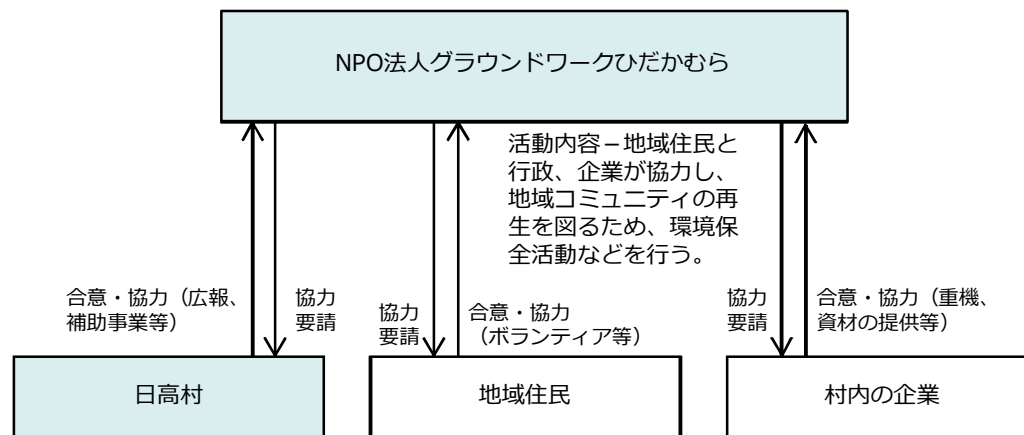 NPO法人グラウンドワークひだかむら
活動内容－地域住民と
行政、企業が協力し、
地域コミュニティの再
生を図るため、環境保
全活動などを行う。
合意・協力（広報、
補助事業等）
協力
要請
協力
要請
合意・協力
（ボランティア等）
協力
要請
合意・協力（重機、
資材の提供等）
日高村
地域住民
村内の企業